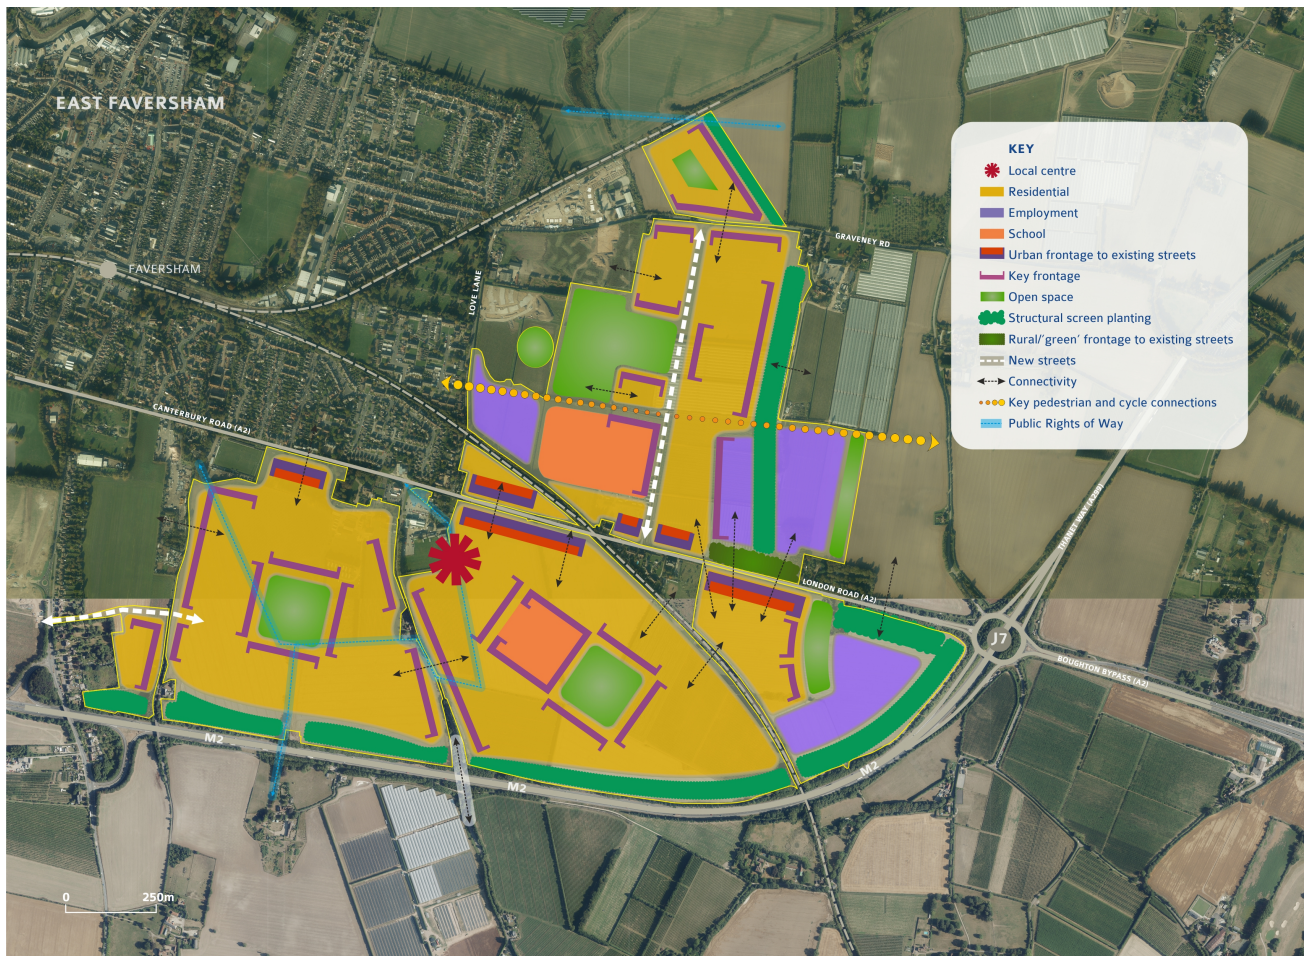 EAST FAVERSHAM
FAVERSHAM
LOVE LANE
GRAVENEY RD
CANTERBURY ROAD (A2)
LONDON ROAD (A2)
THANET WAY (A299)
J7
BOUGHTON BYPASS (A2)
M2
M2
M2
0 250m
KEY
Local centre
Residential
Employment
School
Urban frontage to existing streets
Key frontage
Open space
Structural screen planting
Rural/'green' frontage to existing streets
New streets
Connectivity
Key pedestrian and cycle connections
Public Rights of Way